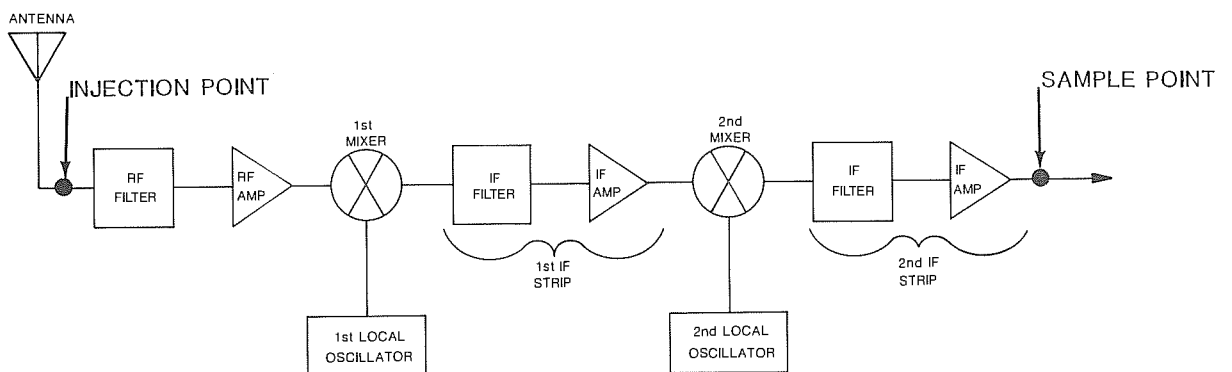 ANTENNA
INJECTION POINT
SAMPLE POINT
RF
FILTER
RF
AMP
1st
MIXER
IF
FILTER
IF
AMP
2nd
MIXER
IF
FILTER
IF
AMP
1st IF
STRIP
2nd IF
STRIP
1st LOCAL
OSCILLATOR
2nd LOCAL
OSCILLATOR